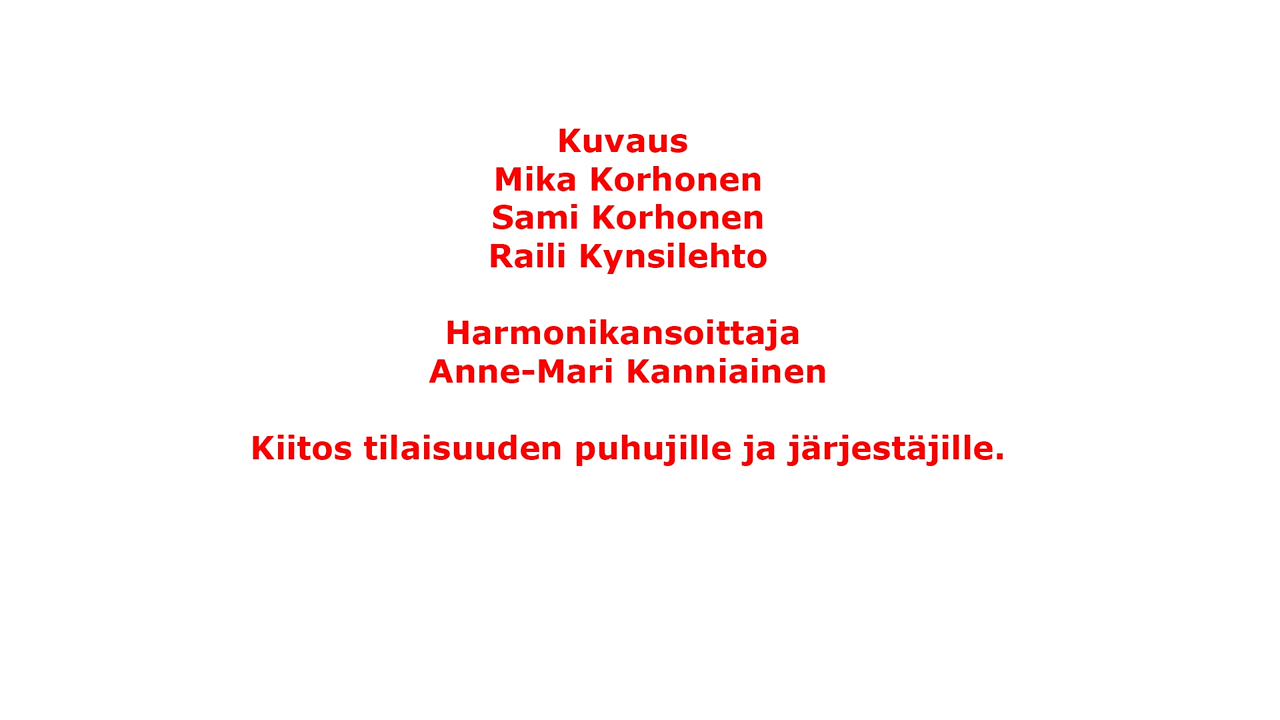 Kuvaus
Mika Korhonen
Sami Korhonen
Raili Kynsilehto
Harmonikansoittaja
Anne-Mari Kanniainen
Kiitos tilaisuuden puhujille ja järjestäjille.